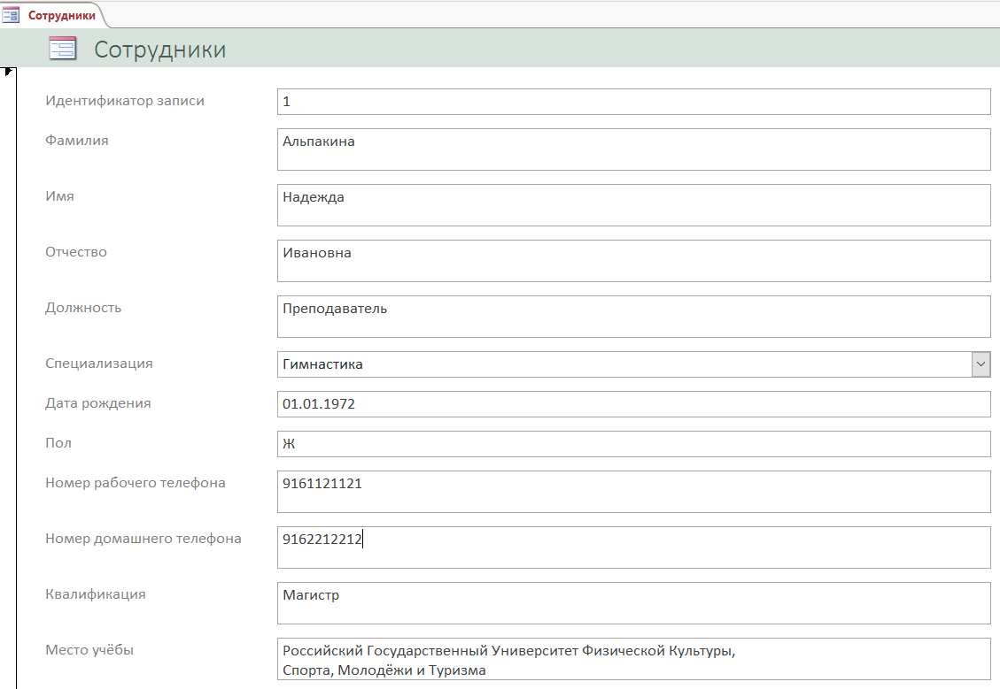 Сотрудники
Сотрудники
Идентификатор записи 1
Фамилия Альпакина
Имя Надежда
Отчество Ивановна
Должность Преподаватель
Специализация Гимнастика
Дата рождения 01.01.1972
Пол Ж
Номер рабочего телефона 9161121121
Номер домашнего телефона 9162212212
Квалификация Магистр
Место учёбы Российский Государственный Университет Физической Культуры,
Спорта, Молодёжи и Туризма